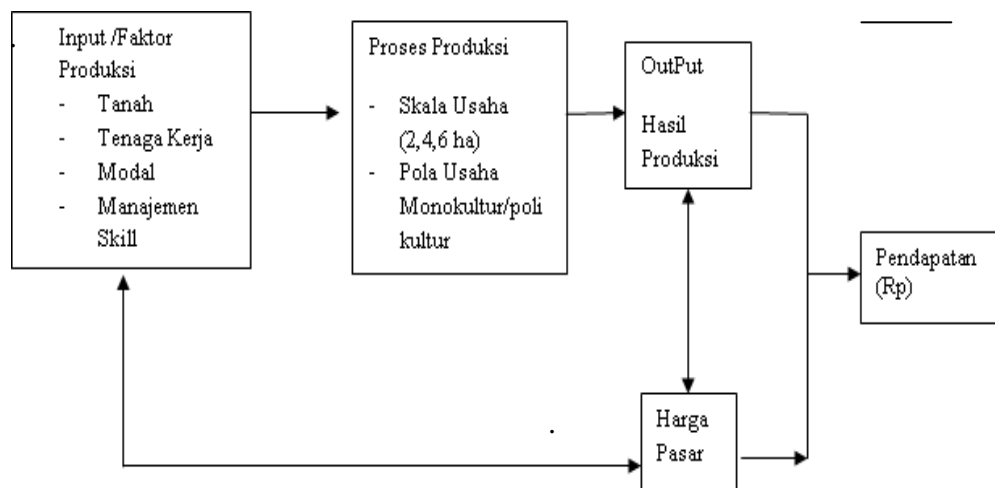 Input /Faktor
Produksi
- Tanah
- Tenaga Kerja
- Modal
- Manajemen
Skill
Proses Produksi
- Skala Usaha
(2,4,6 ha)
- Pola Usaha
Monokultur/poli
kultur
OutPut
Hasil
Produksi
Pendapatan
(Rp)
Harga
Pasar